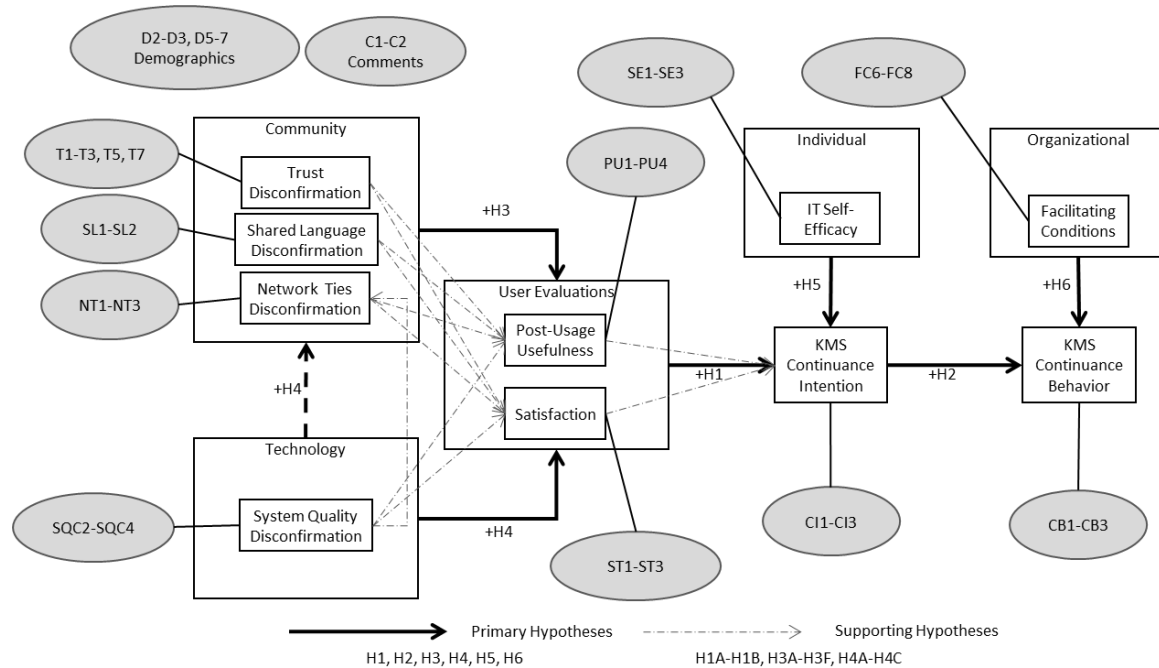 D2-D3, D5-7
Demographics
C1-C2
Comments
SE1-SE3
FC6-FC8
Community
Individual
Organizational
T1-T3, T5, T7
Trust
Disconfirmation
PU1-PU4
IT Self-
Efficacy
Facilitating
Conditions
SL1-SL2
Shared Language
Disconfirmation
+H3
NT1-NT3
Network Ties
Disconfirmation
User Evaluations
+H5
+H6
Post-Usage
Usefulness
KMS
Continuance
Intention
KMS
Continuance
Behavior
+H4
+H1
+H2
Satisfaction
Technology
SQC2-SQC4
System Quality
Disconfirmation
+H4
CI1-CI3
CB1-CB3
ST1-ST3
Primary Hypotheses
Supporting Hypotheses
H1, H2, H3, H4, H5, H6
H1A-H1B, H3A-H3F, H4A-H4C